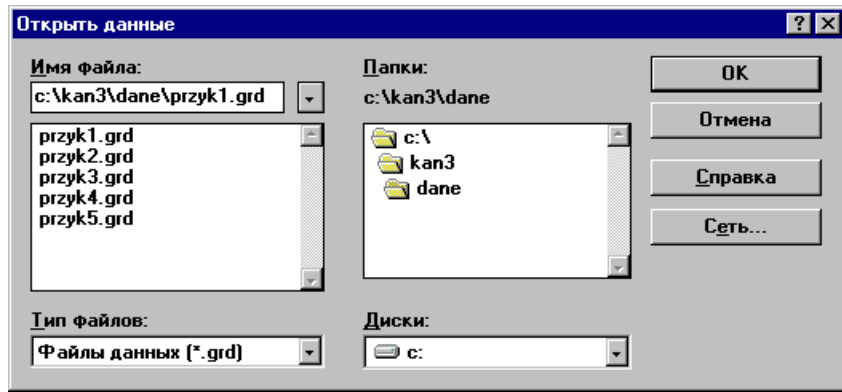 Открыть данные
Имя файла:
c:\kan3\dane\przyk1.grd
przyk1.grd
przyk2.grd
przyk3.grd
przyk4.grd
przyk5.grd
Тип файлов:
Файлы данных (*.grd)
Папки:
c:\kan3\dane
c:\
kan3
dane
Диски:
c:
OK
Отмена
Справка
Сеть...